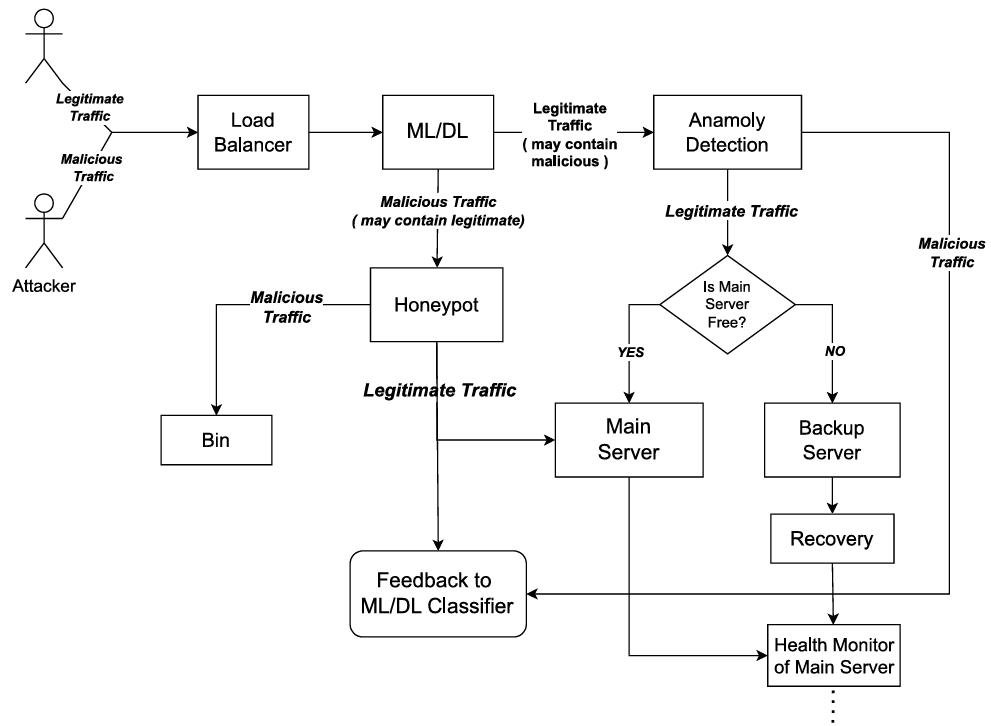 Legitimate
Traffic
Malicious
Traffic
Attacker
Load
Balancer
ML/DL
Legitimate
Traffic
( may contain
malicious )
Anamoly
Detection
Malicious Traffic
( may contain legitimate)
Legitimate Traffic
Malicious
Traffic
Honeypot
Malicious
Traffic
Is Main
Server
Free?
YES
NO
Legitimate Traffic
Bin
Main
Server
Backup
Server
Recovery
Feedback to
ML/DL Classifier
Health Monitor
of Main Server